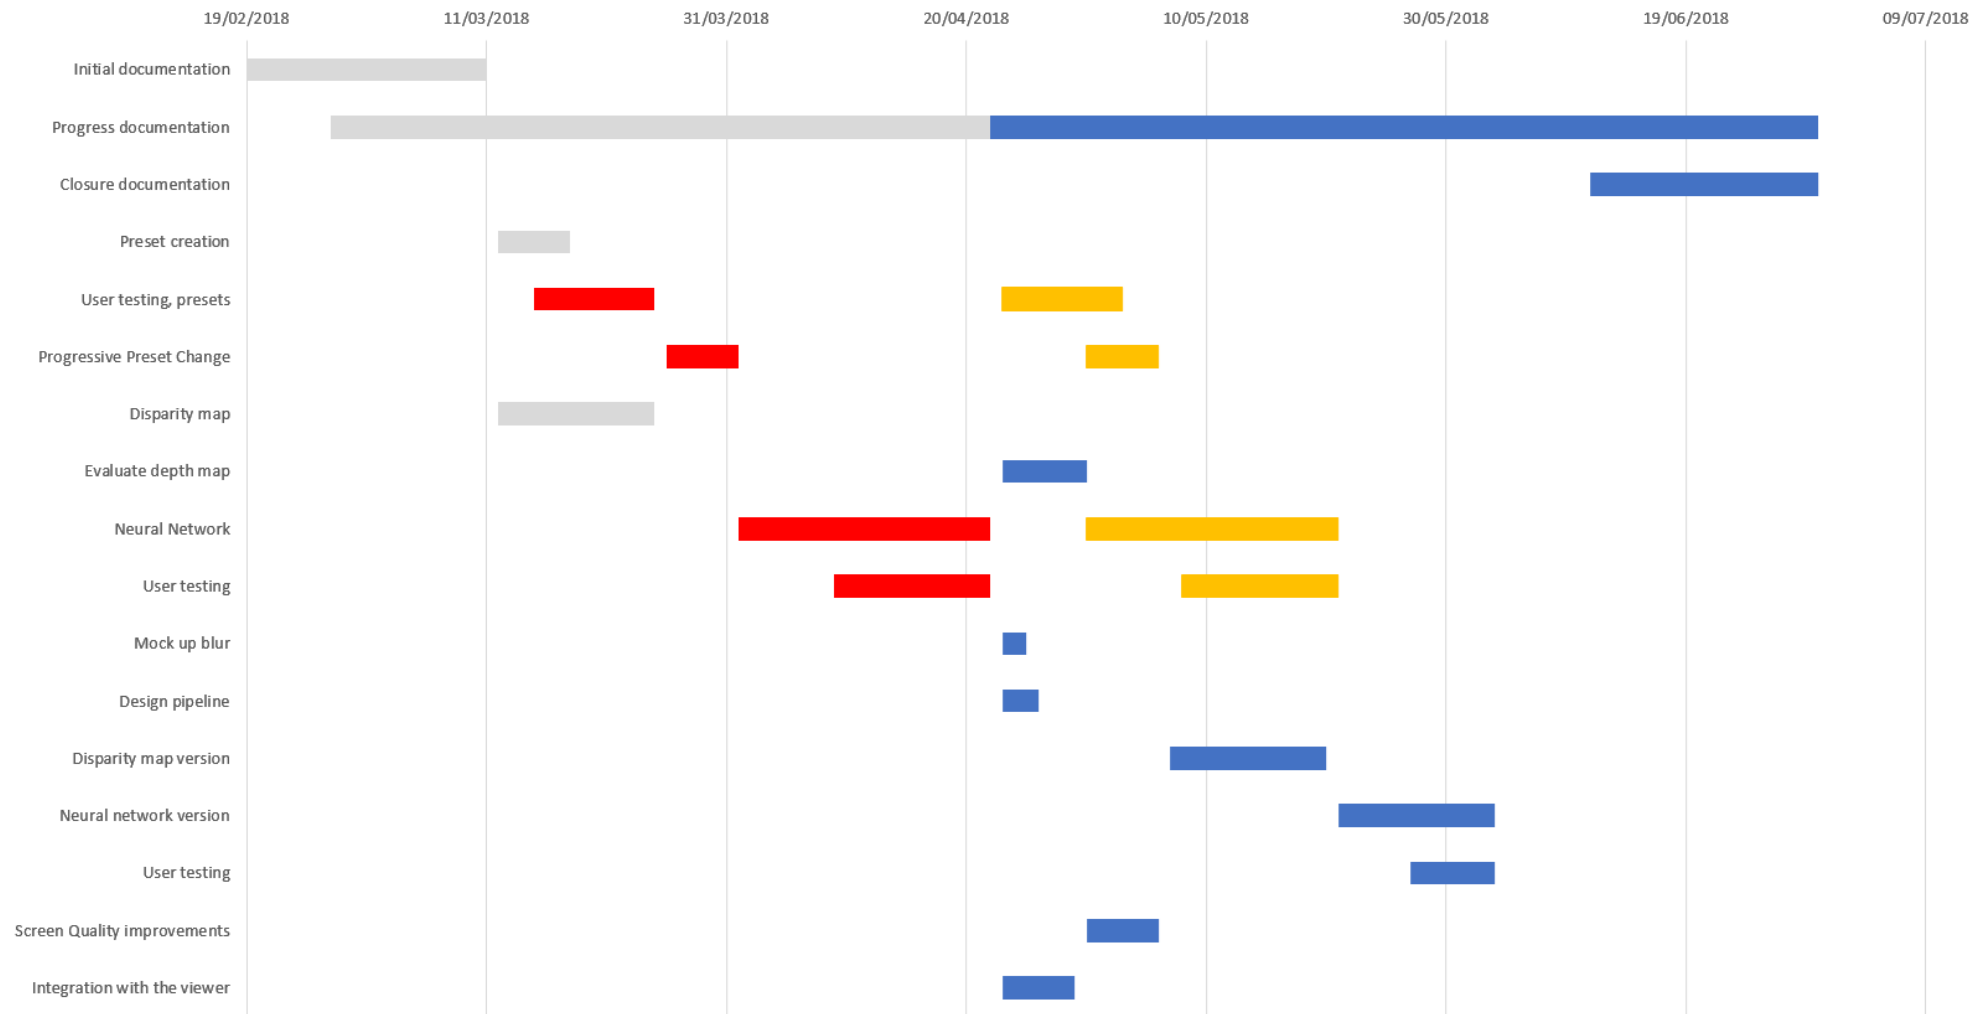 19/02/2018 11/03/2018 31/03/2018 20/04/2018 10/05/2018 30/05/2018 19/06/2018 09/07/2018
Initial documentation
Progress documentation
Closure documentation
Preset creation
User testing, presets
Progressive Preset Change
Disparity map
Evaluate depth map
Neural Network
User testing
Mock up blur
Design pipeline
Disparity map version
Neural network version
User testing
Screen Quality improvements
Integration with the viewer